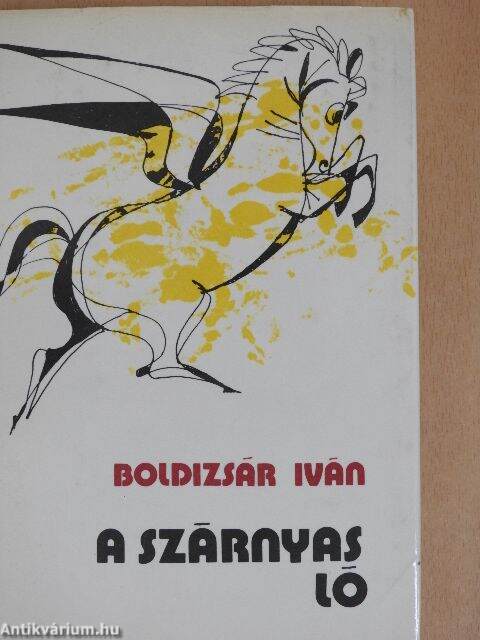 BOLDIZSÁR IVÁN
A SZÁRNYAS
LÓ
Antikvárium.hu